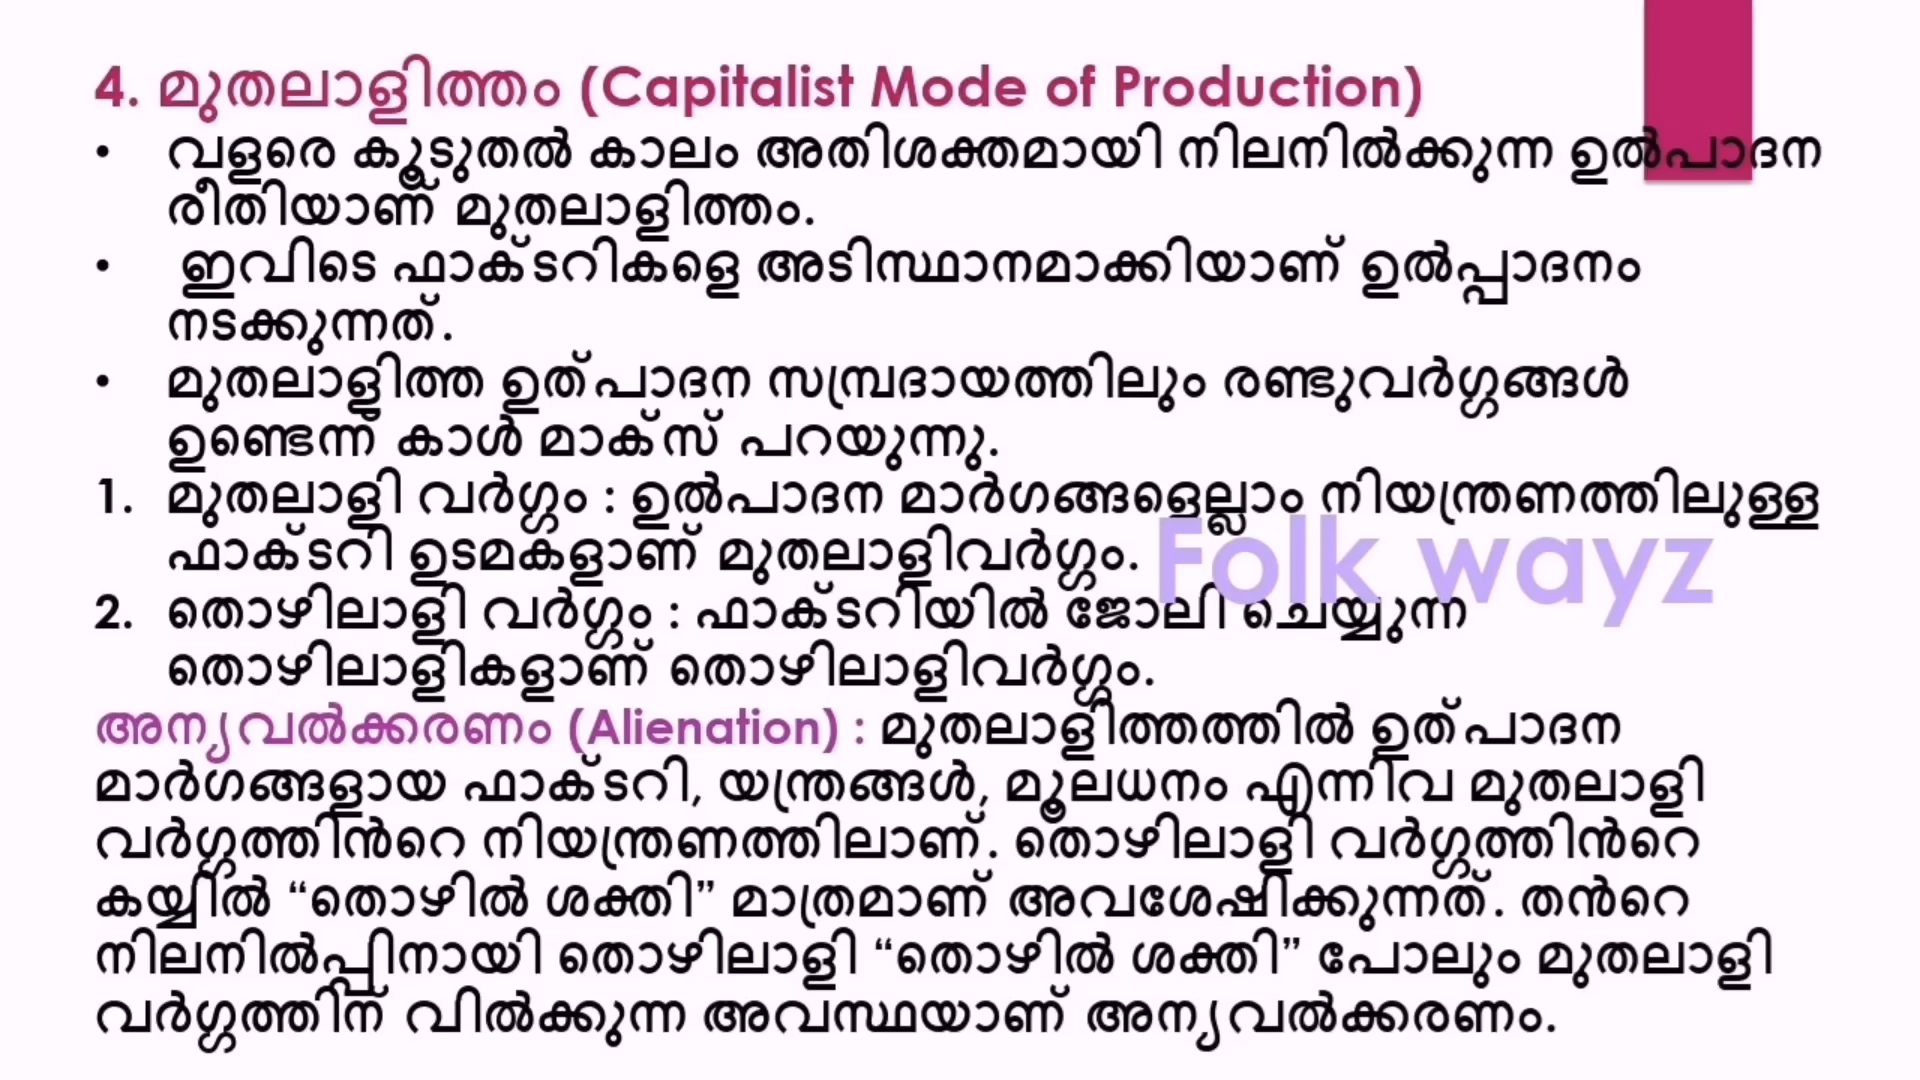 4. മുതലാളിത്തം (Capitalist Mode of Production)
• വളരെ കൂടുതൽ കാലം അതിശക്തമായി നിലനിൽക്കുന്ന ഉൽപാദന
രീതിയാണ് മുതലാളിത്തം.
• ഇവിടെ ഫാക്ടറികളെ അടിസ്ഥാനമാക്കിയാണ് ഉൽപ്പാദനം
നടക്കുന്നത്.
• മുതലാളിത്ത ഉത്പാദന സമ്പ്രദായത്തിലും രണ്ടുവർഗ്ഗങ്ങൾ
ഉണ്ടെന്ന് കാൾ മാക്സ് പറയുന്നു.
1. മുതലാളി വർഗ്ഗം : ഉൽപാദന മാർഗങ്ങളെല്ലാം നിയന്ത്രണത്തിലുള്ള
ഫാക്ടറി ഉടമകളാണ് മുതലാളിവർഗ്ഗം.
Folk wayz
2. തൊഴിലാളി വർഗ്ഗം : ഫാക്ടറിയിൽ ജോലി ചെയ്യുന്ന
തൊഴിലാളികളാണ് തൊഴിലാളിവർഗ്ഗം.
അന്യവൽക്കരണം (Alienation) : മുതലാളിത്തത്തിൽ ഉത്പാദന
മാർഗങ്ങളായ ഫാക്ടറി, യന്ത്രങ്ങൾ, മൂലധനം എന്നിവ മുതലാളി
വർഗ്ഗത്തിൻറെ നിയന്ത്രണത്തിലാണ്. തൊഴിലാളി വർഗ്ഗത്തിൻറെ
കയ്യിൽ “തൊഴിൽ ശക്തി” മാത്രമാണ് അവശേഷിക്കുന്നത്. തൻറെ
നിലനിൽപ്പിനായി തൊഴിലാളി “തൊഴിൽ ശക്തി” പോലും മുതലാളി
വർഗ്ഗത്തിന് വിൽക്കുന്ന അവസ്ഥയാണ് അന്യവൽക്കരണം.